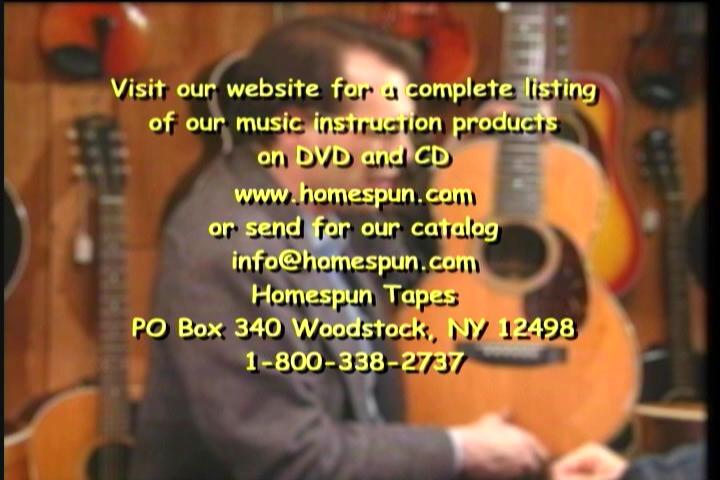 Visit our website for a complete listing
of our music instruction products
on DVD and CD
www.homespun.com
or send for our catalog
info@homespun.com
Homespun Tapes
PO Box 340 Woodstock, NY 12498
1-800-338-2737